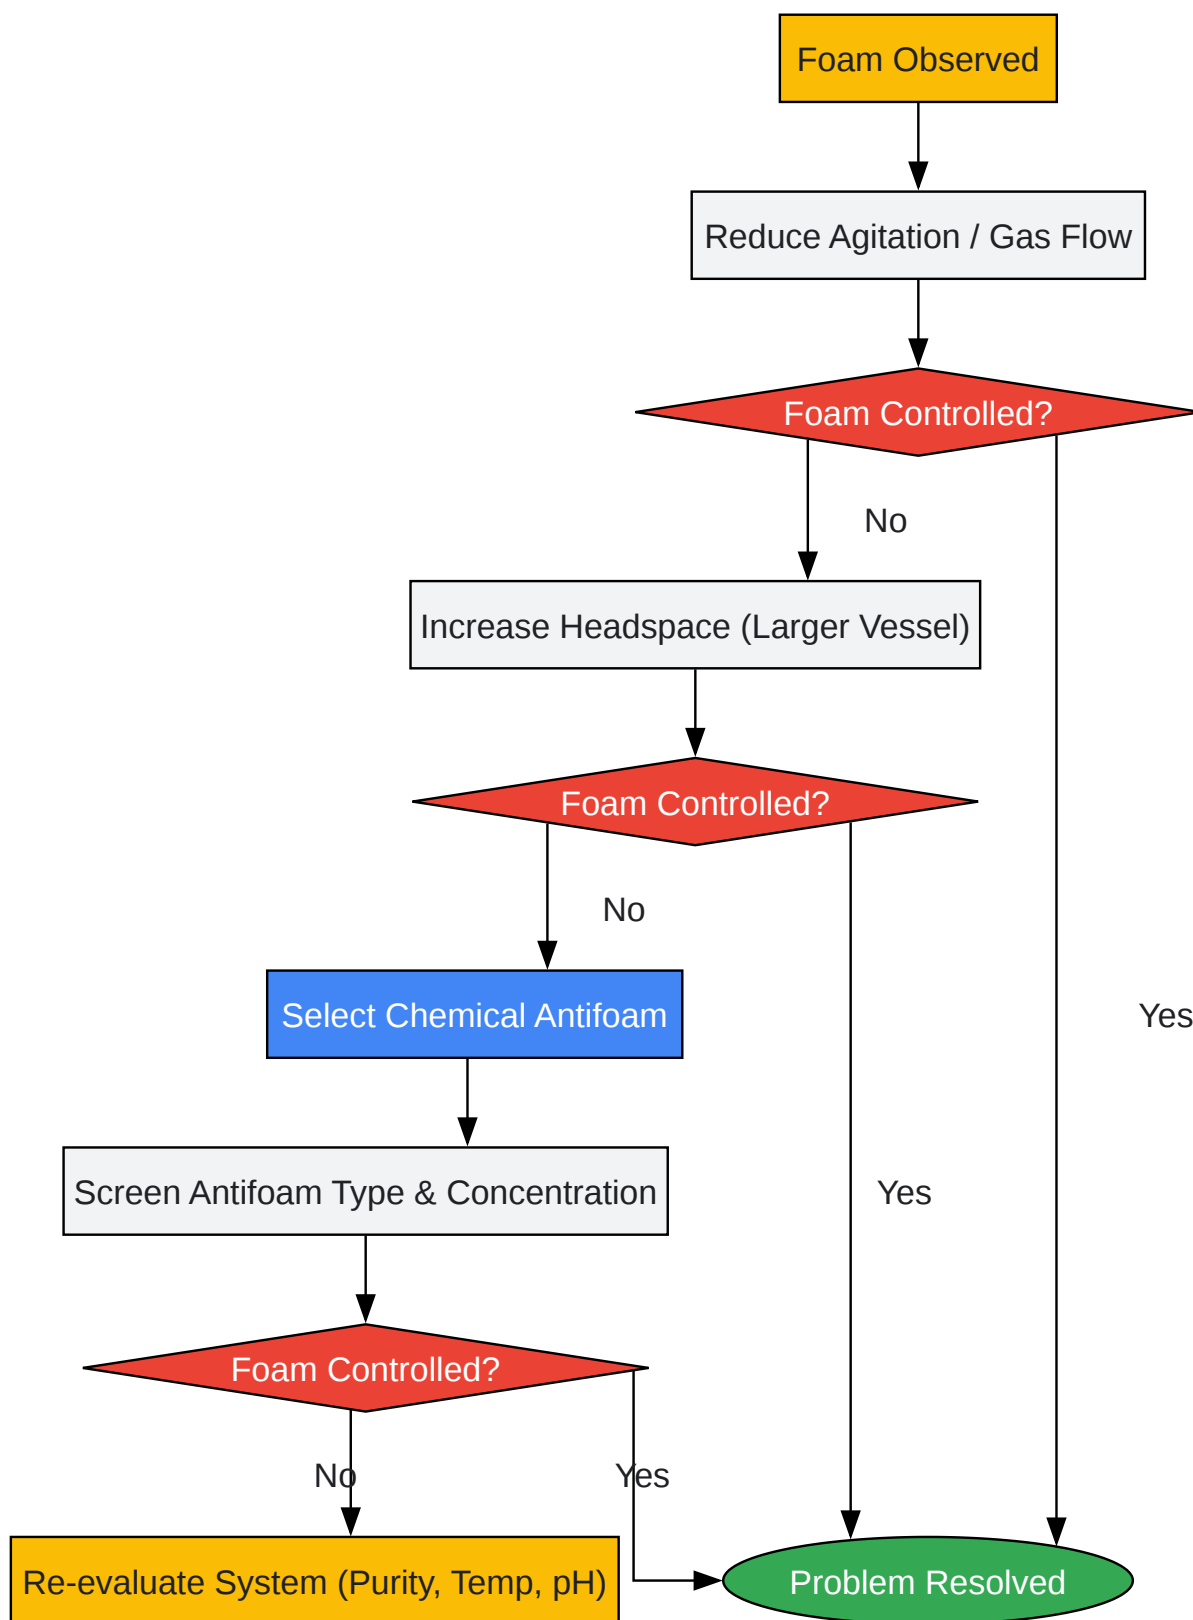 Foam Observed
Reduce Agitation / Gas Flow
Foam Controlled?
No
Increase Headspace (Larger Vessel)
Foam Controlled?
No
Select Chemical Antifoam
Yes
Screen Antifoam Type & Concentration
Yes
Foam Controlled?
No
Yes
Re-evaluate System (Purity, Temp, pH)
Problem Resolved